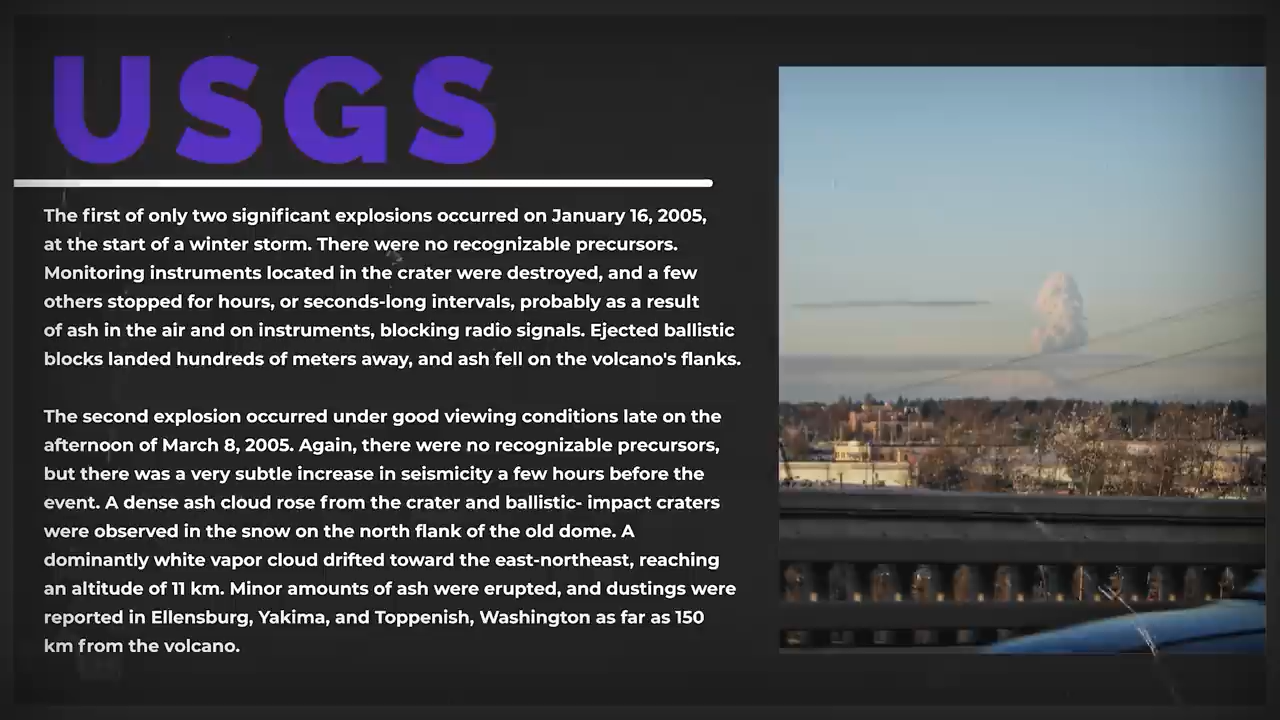 USGS
The first of only two significant explosions occurred on January 16, 2005,
at the start of a winter storm. There were no recognizable precursors.
Monitoring instruments located in the crater were destroyed, and a few
others stopped for hours, or seconds-long intervals, probably as a result
of ash in the air and on instruments, blocking radio signals. Ejected ballistic
blocks landed hundreds of meters away, and ash fell on the volcano's flanks.
The second explosion occurred under good viewing conditions late on the
afternoon of March 8, 2005. Again, there were no recognizable precursors,
but there was a very subtle increase in seismicity a few hours before the
event. A dense ash cloud rose from the crater and ballistic- impact craters
were observed in the snow on the north flank of the old dome. A
dominantly white vapor cloud drifted toward the east-northeast, reaching
an altitude of 11 km. Minor amounts of ash were erupted, and dustings were
reported in Ellensburg, Yakima, and Toppenish, Washington as far as 150
km from the volcano.